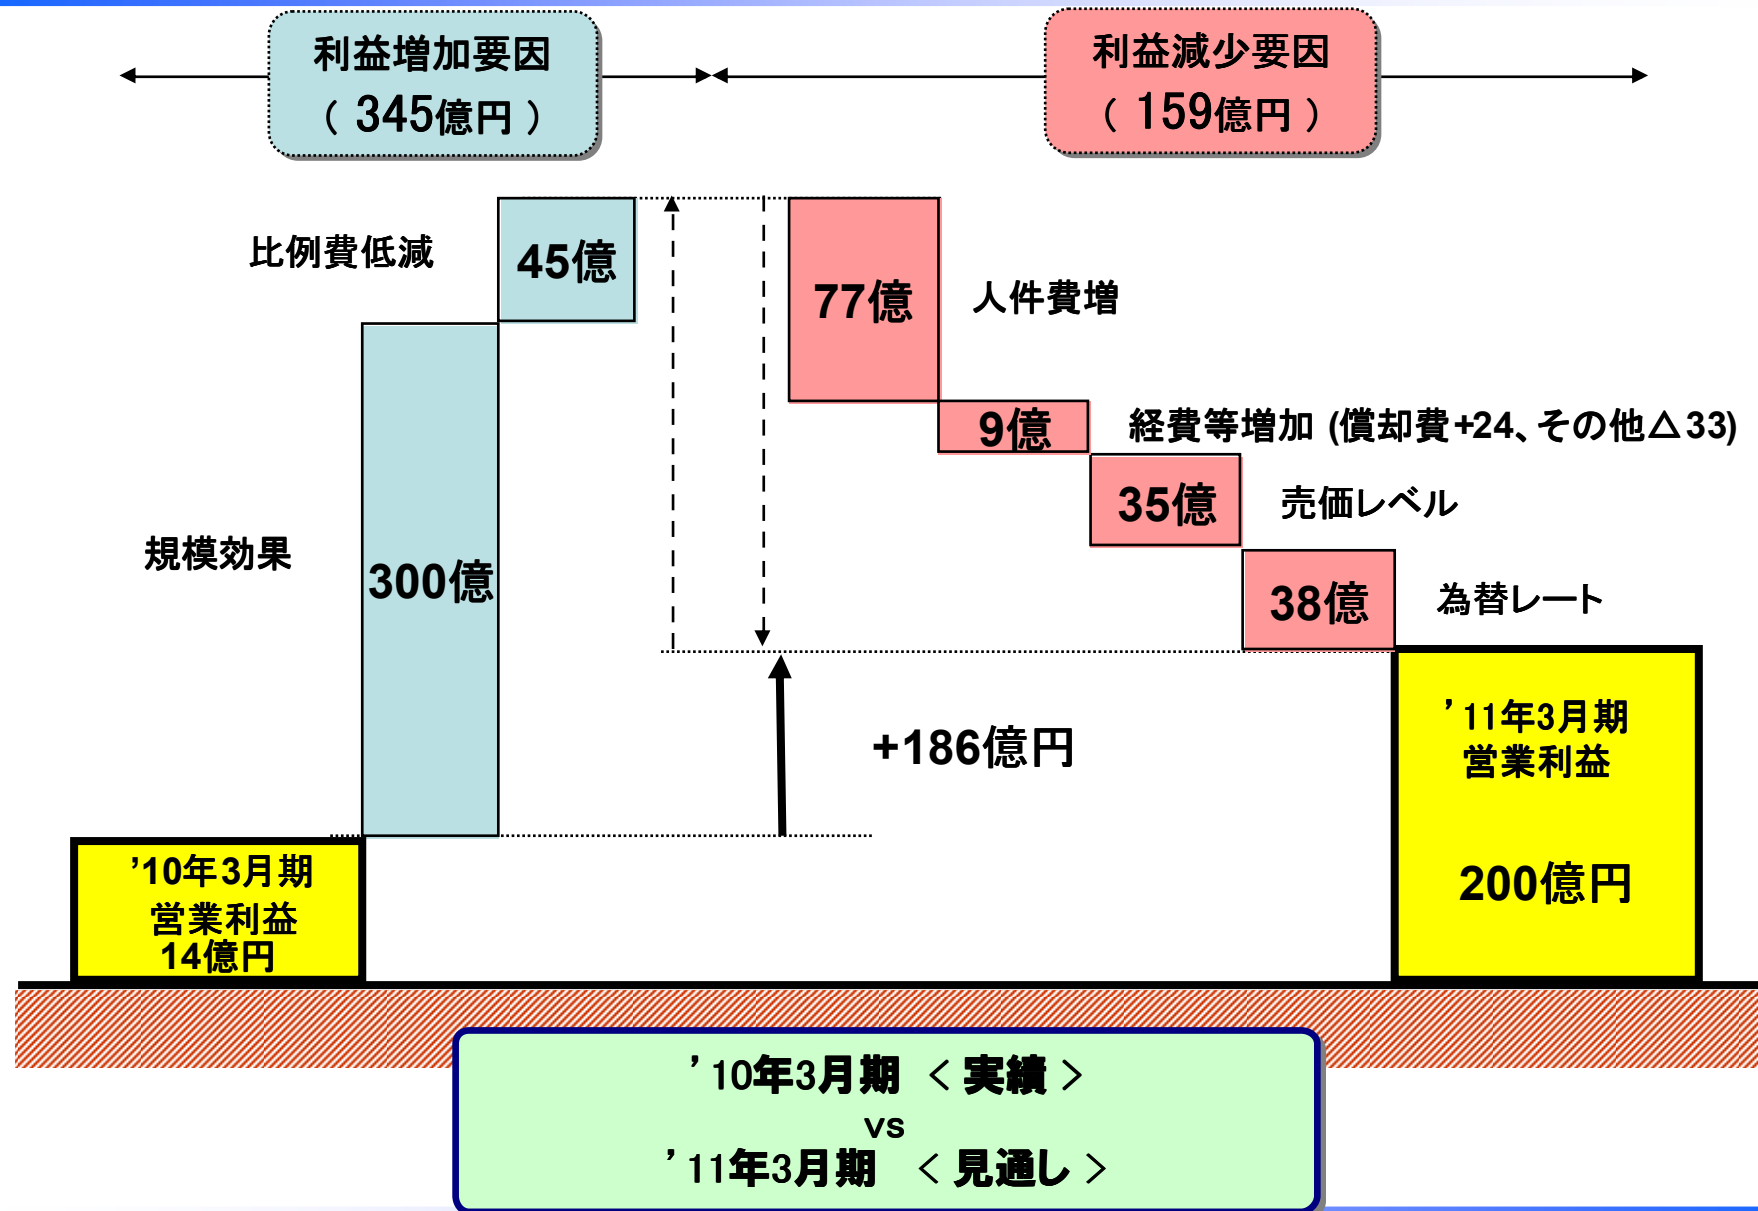 利益増加要因
( 345億円 )
利益減少要因
( 159億円 )
比例費低減
45億
77億
人件費増
9億
経費等増加 (償却費+24、その他△33)
35億
売価レベル
規模効果
300億
38億
為替レート
+186億円
’11年3月期
営業利益
200億円
’10年3月期
営業利益
14億円
’10年3月期 <実績>
vs
’11年3月期 <見通し>